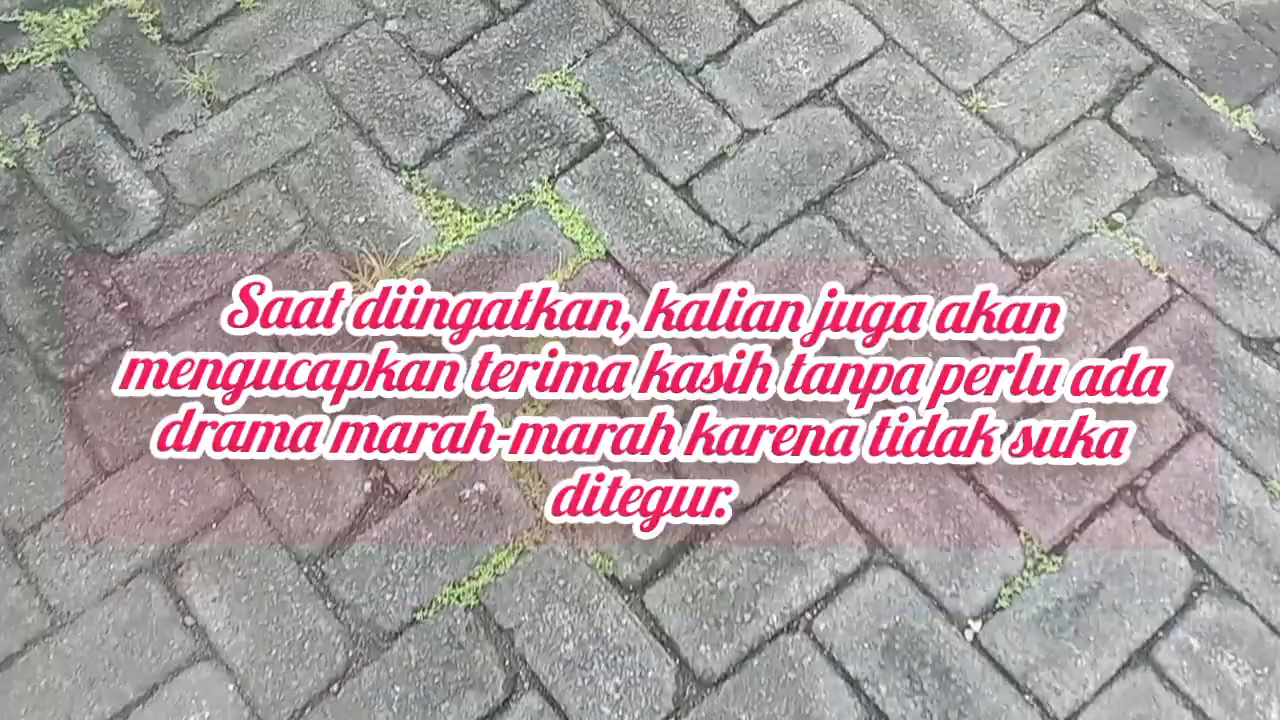 Saat diingatkan, kalian juga akan
mengucapkan terima kasih tanpa perlu ada
drama marah-marah karena tidak suka
ditegur.